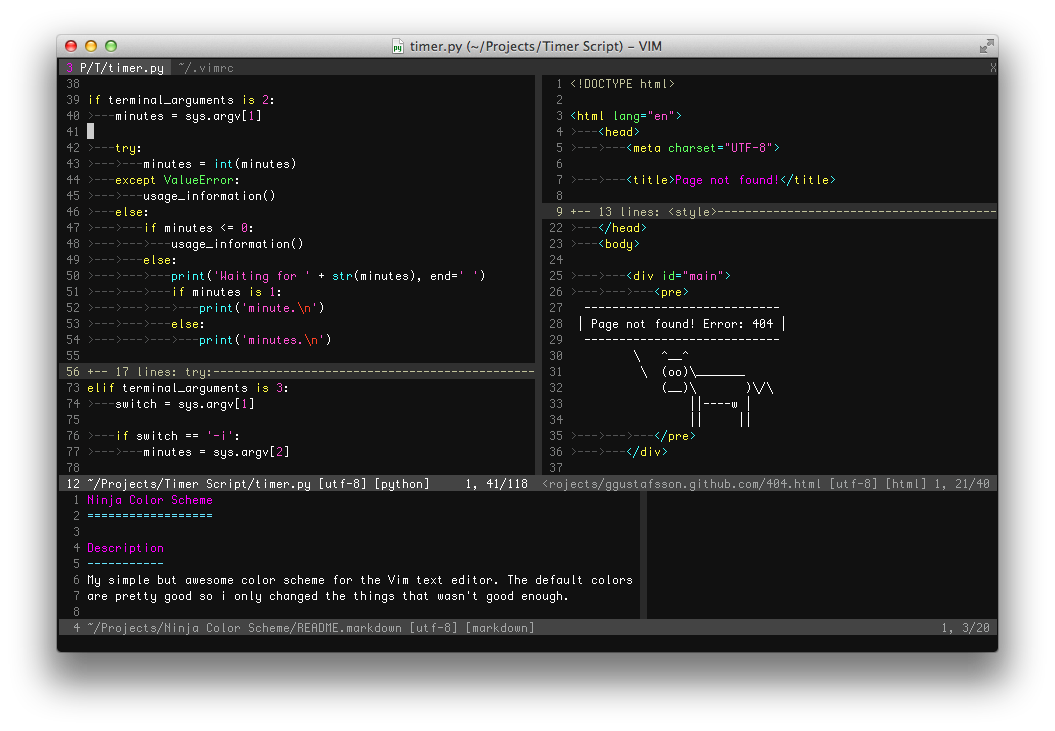 timer.py (~/Projects/Timer Script) – VIM
3 P/T/timer.py ~/.vimrc X
38
39 if terminal_arguments is 2:
40 >---minutes = sys.argv[1]
41
42 >---try:
43 >--->---minutes = int(minutes)
44 >---except ValueError:
45 >--->---usage_information()
46 >---else:
47 >--->---if minutes <= 0:
48 >--->--->---usage_information()
49 >--->---else:
50 >--->--->---print('Waiting for ' + str(minutes), end=' ')
51 >--->--->---if minutes is 1:
52 >--->--->--->---print('minute.\n')
53 >--->--->---else:
54 >--->--->--->---print('minutes.\n')
55
56 +-- 17 lines: try:----------------------------------------------
73 elif terminal_arguments is 3:
74 >---switch = sys.argv[1]
75
76 >---if switch == '-i':
77 >--->---minutes = sys.argv[2]
78
12 ~/Projects/Timer Script/timer.py [utf-8] [python] 1, 41/118
1 <!DOCTYPE html>
2
3 <html lang="en">
4 >---<head>
5 >--->---<meta charset="UTF-8">
6
7 >--->---<title>Page not found!</title>
8
9 +-- 13 lines: <style>----------------------------------------
22 >---</head>
23 >---<body>
24
25 >--->---<div id="main">
26 >--->--->---<pre>
27   ----------------------------
28 | Page not found! Error: 404 |
29   ----------------------------
30         \   ^__^
31          \  (oo)\_______
32             (__)\       )\/\
33                 ||----w |
34                 ||     ||
35 >--->--->---</pre>
36 >--->---</div>
37
<rojects/ggustafsson.github.com/404.html [utf-8] [html] 1, 21/40
1 Ninja Color Scheme
2 ==================
3
4 Description
5 -----------
6 My simple but awesome color scheme for the Vim text editor. The default colors
7 are pretty good so i only changed the things that wasn't good enough.
8
4 ~/Projects/Ninja Color Scheme/README.markdown [utf-8] [markdown] 1, 3/20